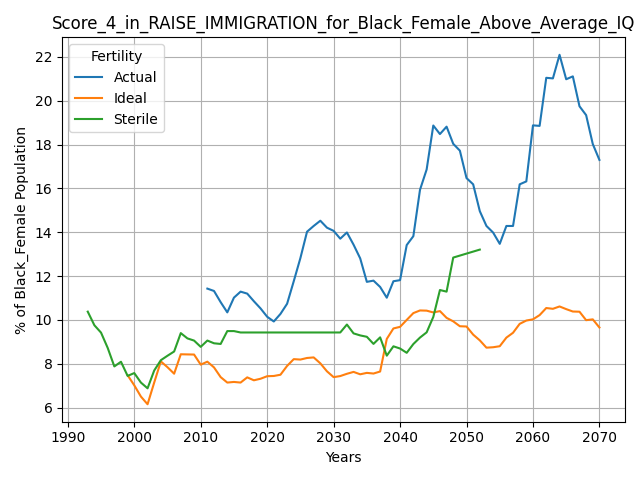 Score_4_in_RAISE_IMMIGRATION_for_Black_Female_Above_Average_IQ
Fertility
Actual
Ideal
Sterile
% of Black_Female Population
22
20
18
16
14
12
10
8
6
1990 2000 2010 2020 2030 2040 2050 2060 2070
Years